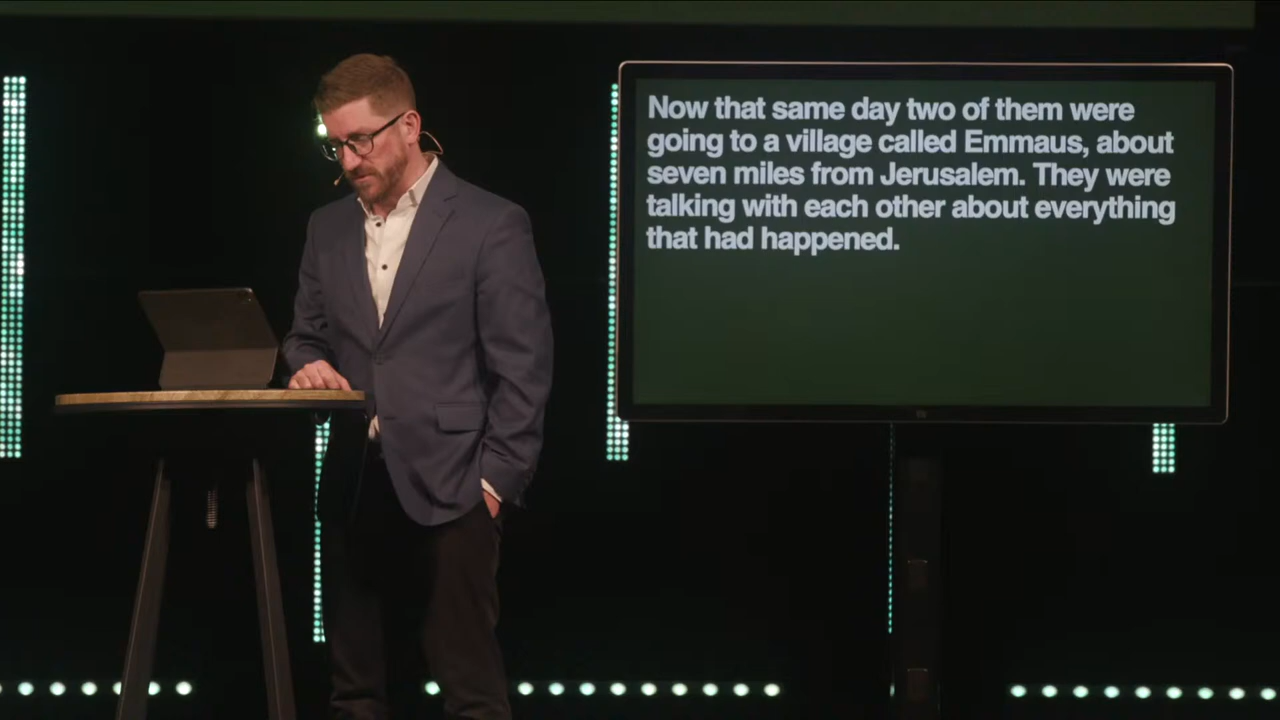 Now that same day two of them were
going to a village called Emmaus, about
seven miles from Jerusalem. They were
talking with each other about everything
that had happened.